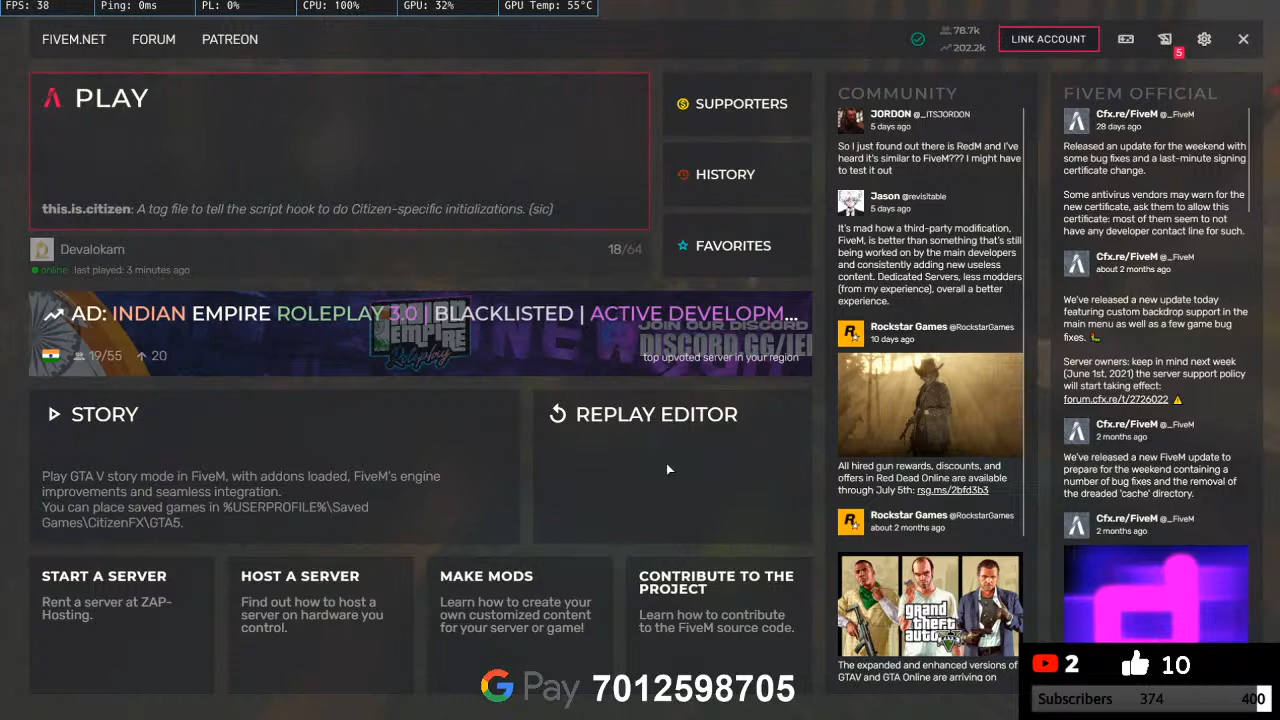 FPS: 38 Ping: 0ms PL: 0% CPU: 100% GPU: 32% GPU Temp: 55°C
FIVEM.NET FORUM PATREON
78.7k
202.2k
LINK ACCOUNT
5
PLAY
this.is.citizen: A tag file to tell the script hook to do Citizen-specific initializations. (sic)
Devalokam 18/64
online last played: 3 minutes ago
SUPPORTERS
HISTORY
FAVORITES
AD: INDIAN EMPIRE ROLEPLAY 3.0 | BLACKLISTED | ACTIVE DEVELOPM...
19/55 20
top upvoted server in your region
STORY
Play GTA V story mode in FiveM, with addons loaded, FiveM's engine
improvements and seamless integration.
You can place saved games in %USERPROFILE%\Saved
Games\CitizenFX\GTA5.
REPLAY EDITOR
START A SERVER
Rent a server at ZAP-
Hosting.
HOST A SERVER
Find out how to host a
server on hardware you
control.
MAKE MODS
Learn how to create your
own customized content
for your server or game!
CONTRIBUTE TO THE
PROJECT
Learn how to contribute
to the FiveM source code.
COMMUNITY
JORDON @_ITSJORDON
5 days ago
So I just found out there is RedM and I've
heard it's similar to FiveM??? I might have
to test it out
Jason @revisitable
5 days ago
It's mad how a third-party modification,
FiveM, is better than something that's still
being worked on by the main developers
and consistently adding new useless
content. Dedicated Servers, less modders
(from my experience), overall a better
experience.
Rockstar Games @RockstarGames
10 days ago
All hired gun rewards, discounts, and
offers in Red Dead Online are available
through July 5th: rsg.ms/2bfd3b3
Rockstar Games @RockstarGames
about 2 months ago
grand
theft
auto V
The expanded and enhanced versions of
GTAV and GTA Online are arriving on
FIVEM OFFICIAL
Cfx.re/FiveM @_FiveM
28 days ago
Released an update for the weekend with
some bug fixes and a last-minute signing
certificate change.
Some antivirus vendors may warn for the
new certificate, ask them to allow this
certificate: most of them seem to not
have any developer contact line for such.
Cfx.re/FiveM @_FiveM
about 2 months ago
We've released a new update today
featuring custom backdrop support in the
main menu as well as a few game bug
fixes.
Server owners; keep in mind next week
(June 1st, 2021) the server support policy
will start taking effect:
forum.cfx.re/t/2726022
Cfx.re/FiveM @_FiveM
2 months ago
We've released a new FiveM update to
prepare for the weekend containing a
number of bug fixes and the removal of
the dreaded 'cache' directory.
Cfx.re/FiveM @_FiveM
2 months ago
G Pay 7012598705
2 10
Subscribers 374 400